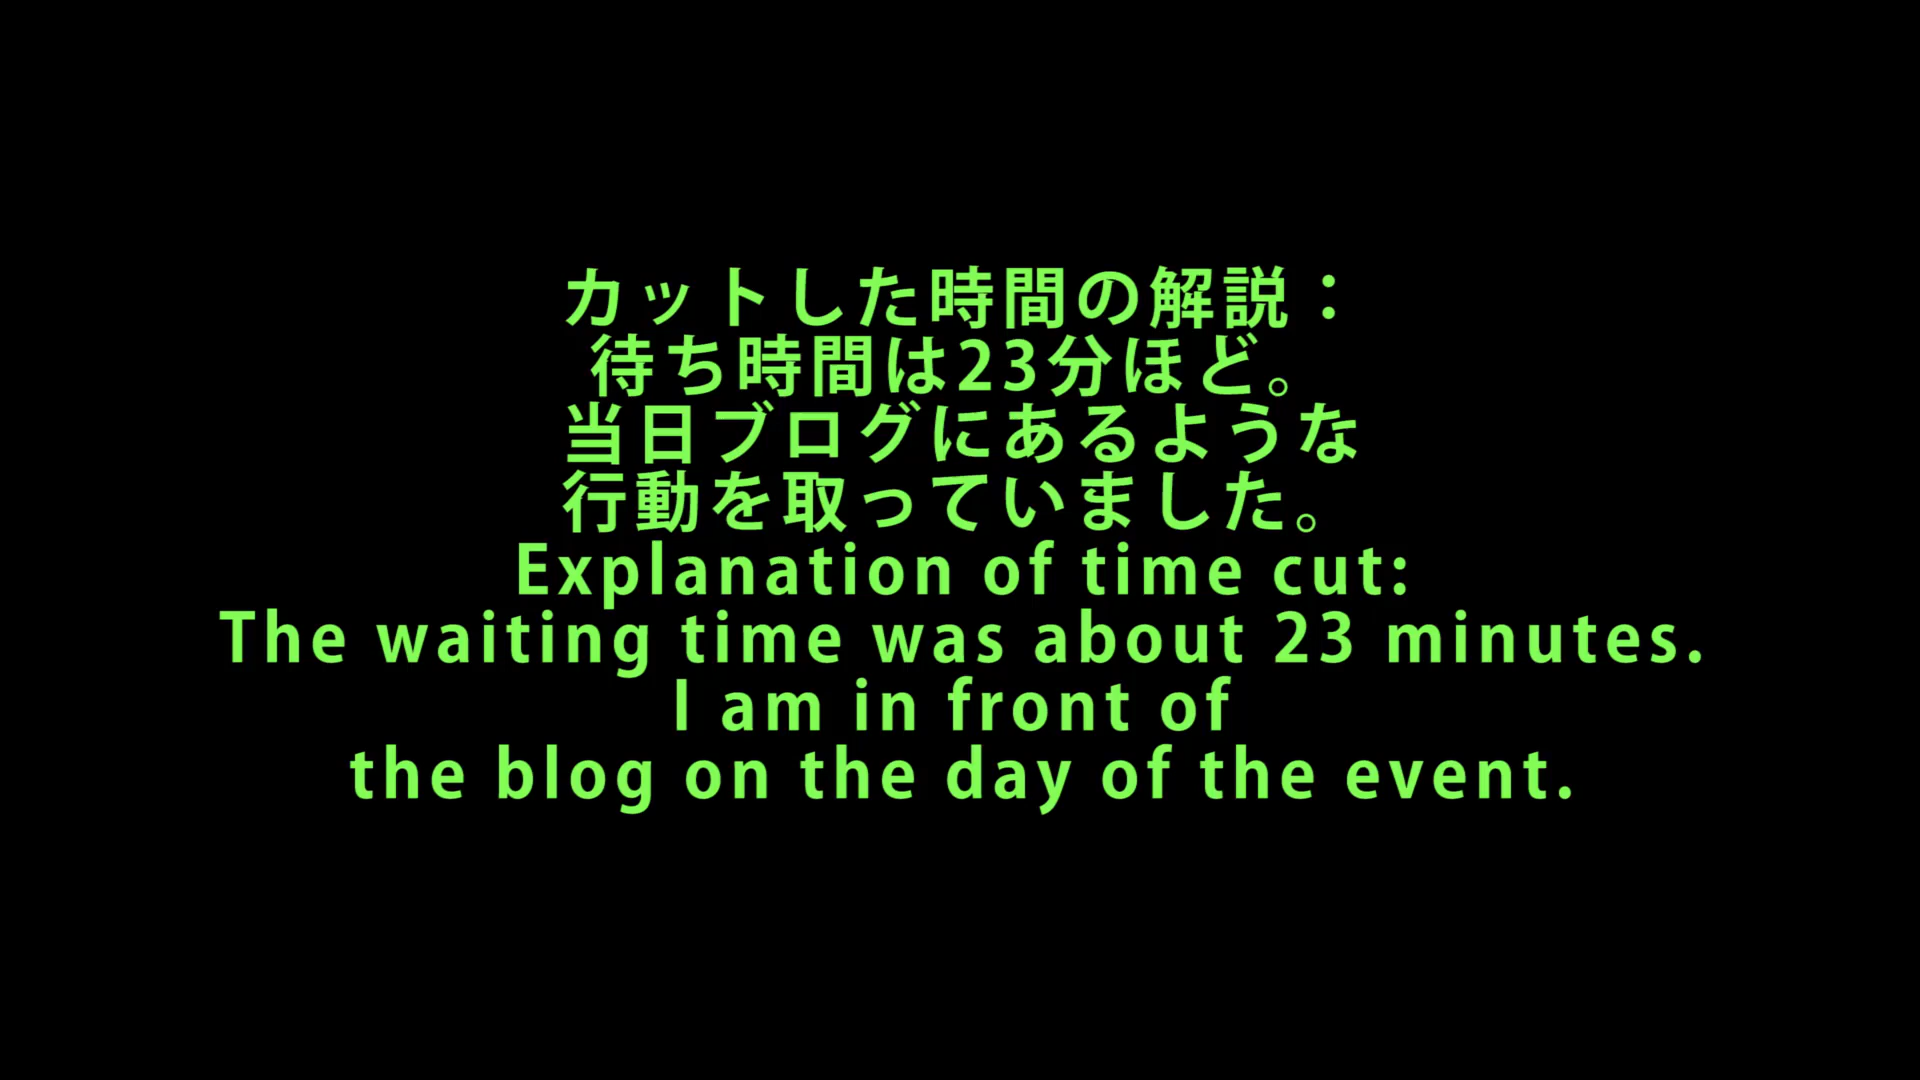 カットした時間の解説：
待ち時間は23分ほど。
当日ブログにあるような
行動を取っていました。
Explanation of time cut:
The waiting time was about 23 minutes.
I am in front of
the blog on the day of the event.